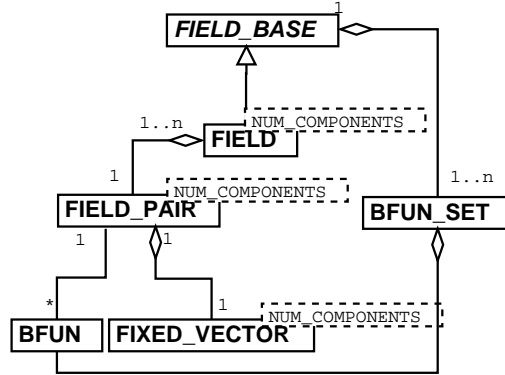 1
FIELD_BASE
NUM_COMPONENTS
1..n
FIELD
1
NUM_COMPONENTS
1..n
FIELD_PAIR
BFUN_SET
1
1
*
1
NUM_COMPONENTS
BFUN
FIXED_VECTOR